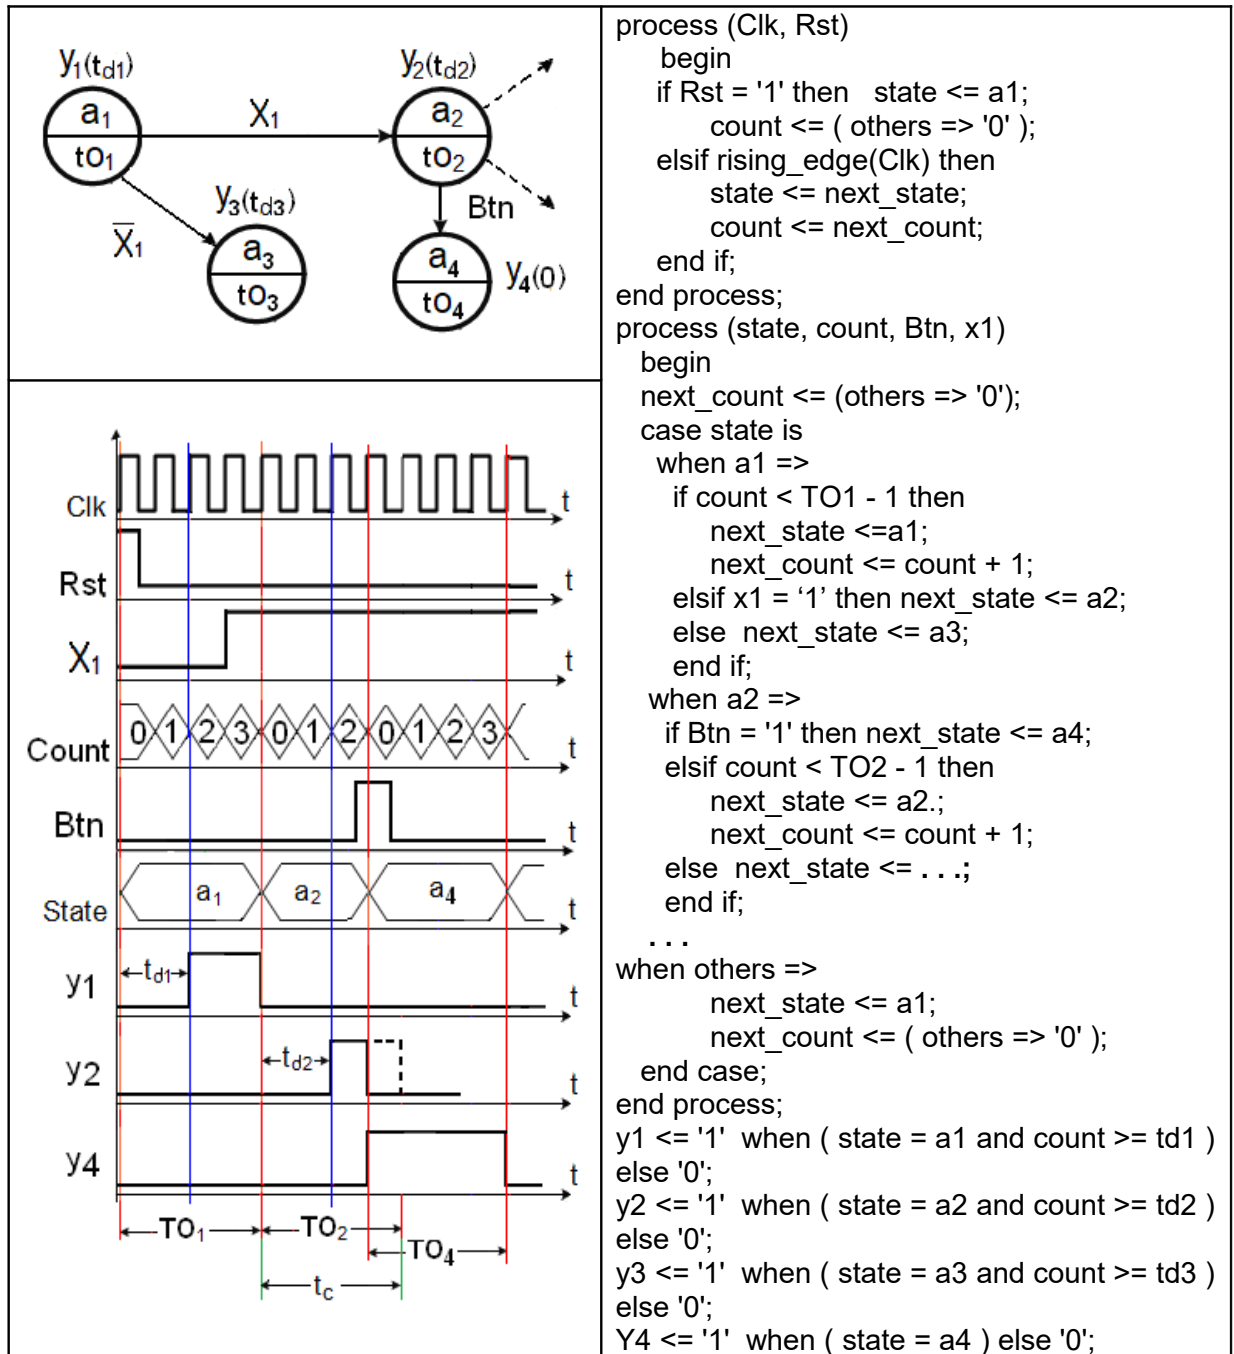 y1(td1)
y2(td2)
a1
X1
a2
to1
to2
y3(td3)
Btn
X̅1
a3
a4
y4(0)
to3
to4
Clk
t
Rst
t
X1
t
0 1 2 3 0 1 2 0 1 2 3
Count
t
Btn
t
a1 a2 a4
State
t
td1
y1
t
td2
y2
t
y4
t
TO1 TO2
TO4
tc
process (Clk, Rst)
begin
if Rst = '1' then state <= a1;
count <= ( others => '0' );
elsif rising_edge(Clk) then
state <= next_state;
count <= next_count;
end if;
end process;
process (state, count, Btn, x1)
begin
next_count <= (others => '0');
case state is
when a1 =>
if count < TO1 - 1 then
next_state <=a1;
next_count <= count + 1;
elsif x1 = ‘1’ then next_state <= a2;
else next_state <= a3;
end if;
when a2 =>
if Btn = '1' then next_state <= a4;
elsif count < TO2 - 1 then
next_state <= a2.;
next_count <= count + 1;
else next_state <= . . .;
end if;
. . .
when others =>
next_state <= a1;
next_count <= ( others => '0' );
end case;
end process;
y1 <= '1' when ( state = a1 and count >= td1 )
else '0';
y2 <= '1' when ( state = a2 and count >= td2 )
else '0';
y3 <= '1' when ( state = a3 and count >= td3 )
else '0';
Y4 <= '1' when ( state = a4 ) else '0';